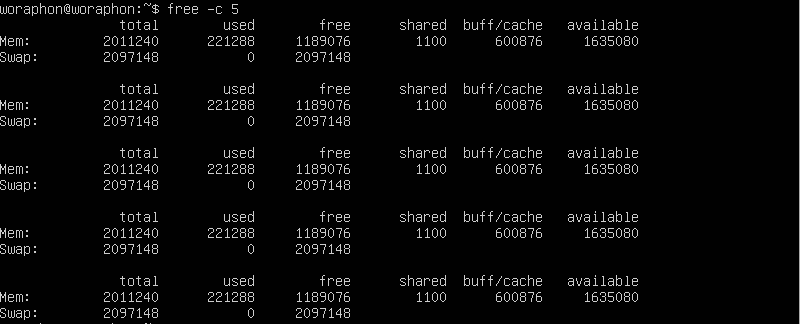 woraphon@woraphon:~$ free -c 5
total used free shared buff/cache available
Mem: 2011240 221288 1189076 1100 600876 1635080
Swap: 2097148 0 2097148
total used free shared buff/cache available
Mem: 2011240 221288 1189076 1100 600876 1635080
Swap: 2097148 0 2097148
total used free shared buff/cache available
Mem: 2011240 221288 1189076 1100 600876 1635080
Swap: 2097148 0 2097148
total used free shared buff/cache available
Mem: 2011240 221288 1189076 1100 600876 1635080
Swap: 2097148 0 2097148
total used free shared buff/cache available
Mem: 2011240 221288 1189076 1100 600876 1635080
Swap: 2097148 0 2097148